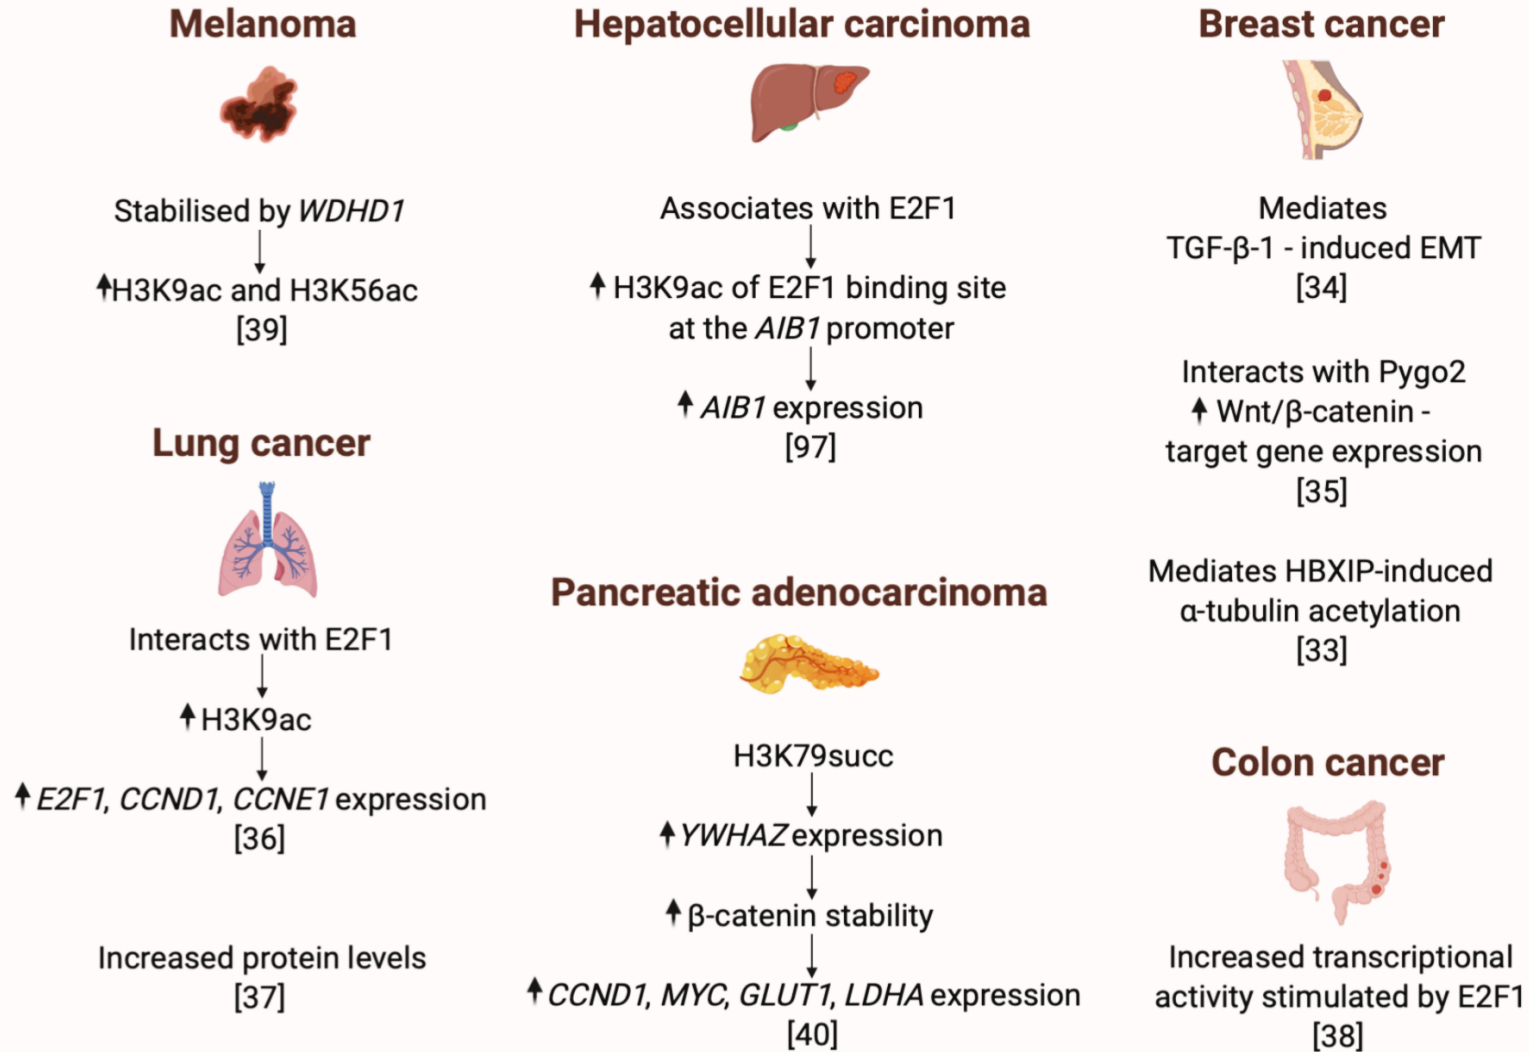 Melanoma
Stabilised by WDHD1
↑H3K9ac and H3K56ac
[39]
Lung cancer
Interacts with E2F1
↑H3K9ac
↑E2F1, CCND1, CCNE1 expression
[36]
Increased protein levels
[37]
Hepatocellular carcinoma
Associates with E2F1
↑H3K9ac of E2F1 binding site
at the AIB1 promoter
↑AIB1 expression
[97]
Pancreatic adenocarcinoma
H3K79succ
↑YWHAZ expression
↑β-catenin stability
↑CCND1, MYC, GLUT1, LDHA expression
[40]
Breast cancer
Mediates
TGF-β-1 - induced EMT
[34]
Interacts with Pygo2
↑Wnt/β-catenin -
target gene expression
[35]
Mediates HBXIP-induced
α-tubulin acetylation
[33]
Colon cancer
Increased transcriptional
activity stimulated by E2F1
[38]